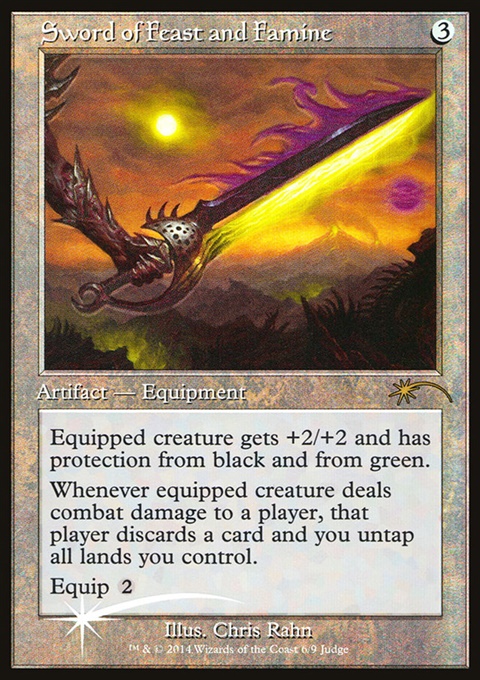 Sword of Feast and Famine 3
Artifact — Equipment
Equipped creature gets +2/+2 and has
protection from black and from green.
Whenever equipped creature deals
combat damage to a player, that
player discards a card and you untap
all lands you control.
Equip 2
Illus. Chris Rahn
™ & © 2014 Wizards of the Coast 6/9 Judge